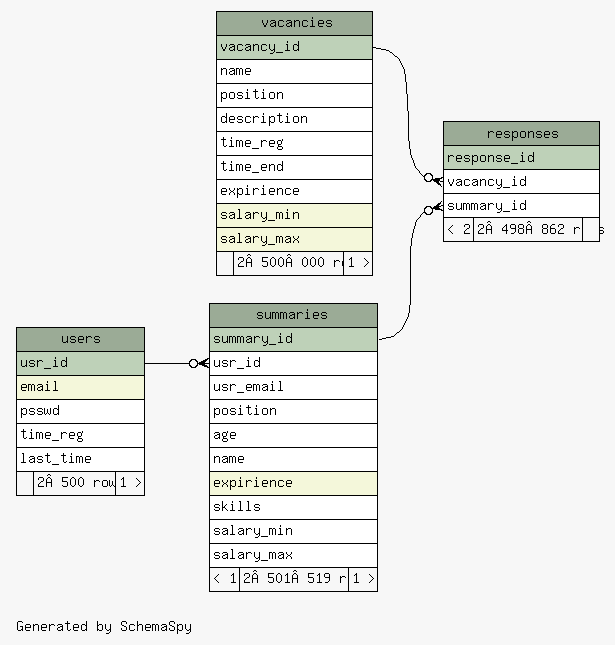 vacancies
vacancy_id
name
position
description
time_reg
time_end
expirience
salary_min
salary_max
2Â 500Â 000 r 1 >
responses
response_id
vacancy_id
summary_id
< 2 2Â 498Â 862 r s
users
usr_id
email
psswd
time_reg
last_time
2Â 500 row 1 >
summaries
summary_id
usr_id
usr_email
position
age
name
expirience
skills
salary_min
salary_max
< 1 2Â 501Â 519 r 1 >
Generated by SchemaSpy